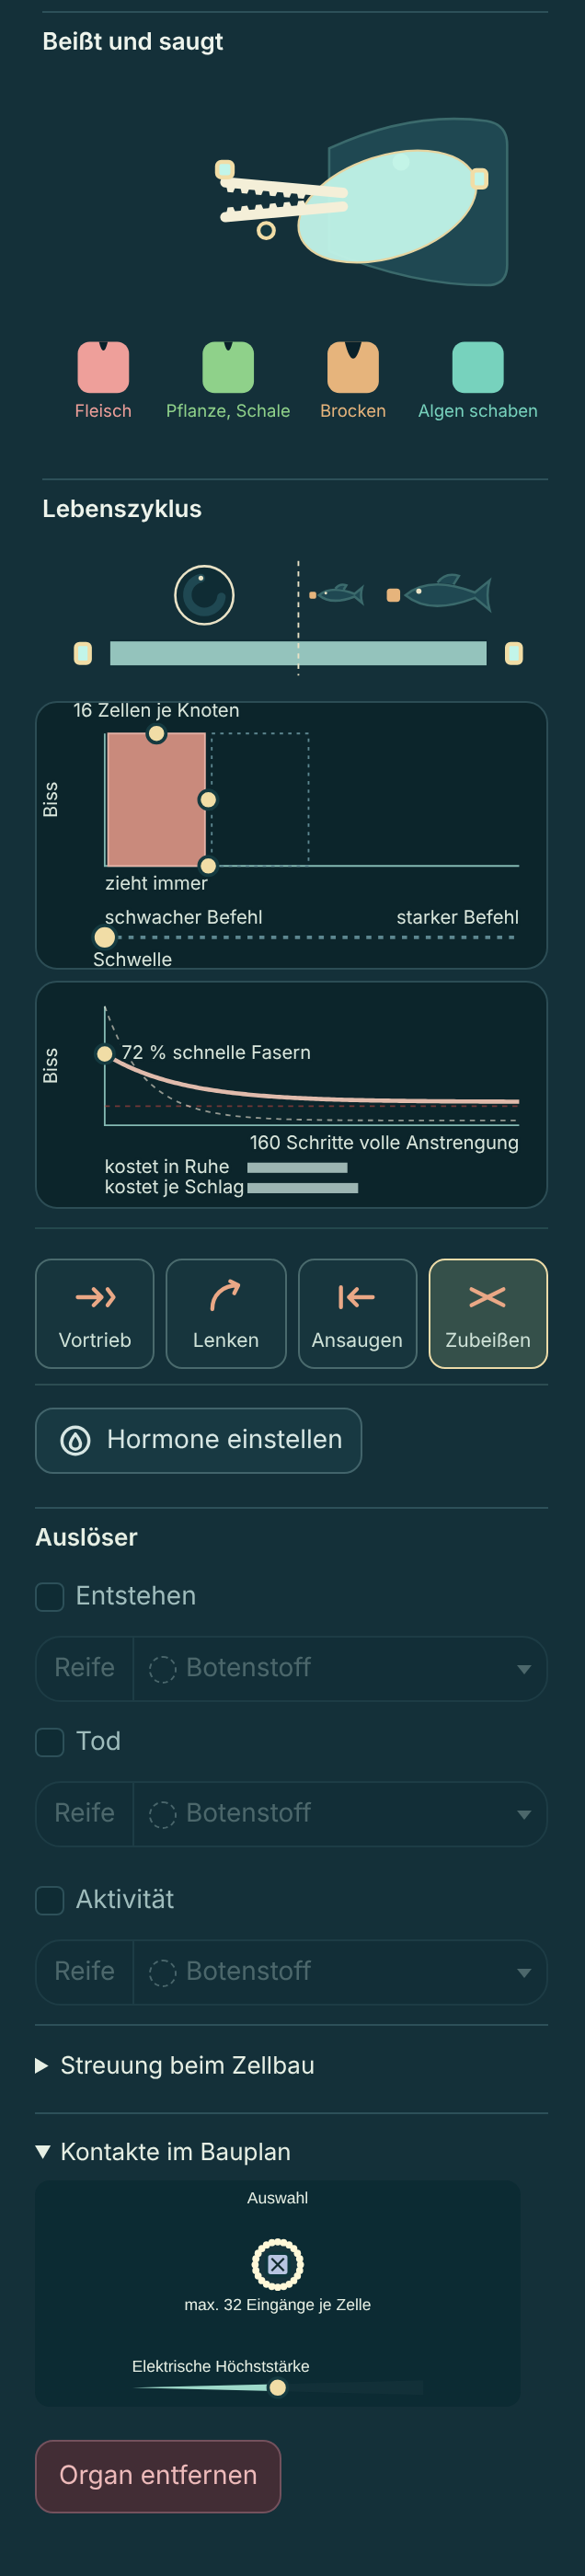 Beißt und saugt
Fleisch
Pflanze, Schale
Brocken
Algen schaben
Lebenszyklus
16 Zellen je Knoten
Biss
zieht immer
schwacher Befehl
starker Befehl
Schwelle
Biss
72 % schnelle Fasern
160 Schritte volle Anstrengung
kostet in Ruhe
kostet je Schlag
Vortrieb
Lenken
Ansaugen
Zubeißen
Hormone einstellen
Auslöser
Entstehen
Reife
Botenstoff
Tod
Reife
Botenstoff
Aktivität
Reife
Botenstoff
Streuung beim Zellbau
Kontakte im Bauplan
Auswahl
max. 32 Eingänge je Zelle
Elektrische Höchststärke
Organ entfernen